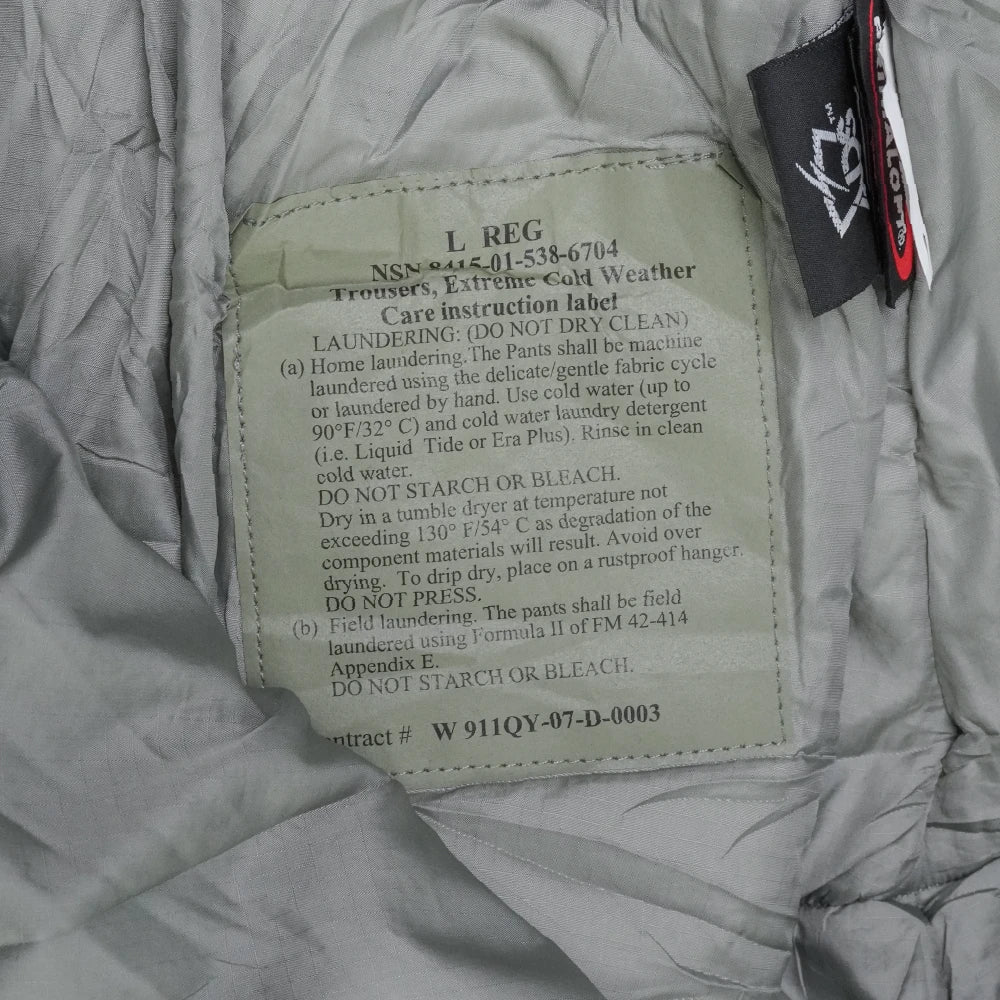 L REG
NSN 8415-01-538-6704
Trousers, Extreme Cold Weather
Care instruction label
LAUNDERING: (DO NOT DRY CLEAN)
(a) Home laundering. The Pants shall be machine
laundered using the delicate/gentle fabric cycle
or laundered by hand. Use cold water (up to
90°F/32° C) and cold water laundry detergent
(i.e. Liquid Tide or Era Plus). Rinse in clean
cold water.
DO NOT STARCH OR BLEACH.
Dry in a tumble dryer at temperature not
exceeding 130° F/54° C as degradation of the
component materials will result. Avoid over
drying. To drip dry, place on a rustproof hanger.
DO NOT PRESS.
(b) Field laundering. The pants shall be field
laundered using Formula II of FM 42-414
Appendix E.
DO NOT STARCH OR BLEACH.
ntract # W 911QY-07-D-0003
TM